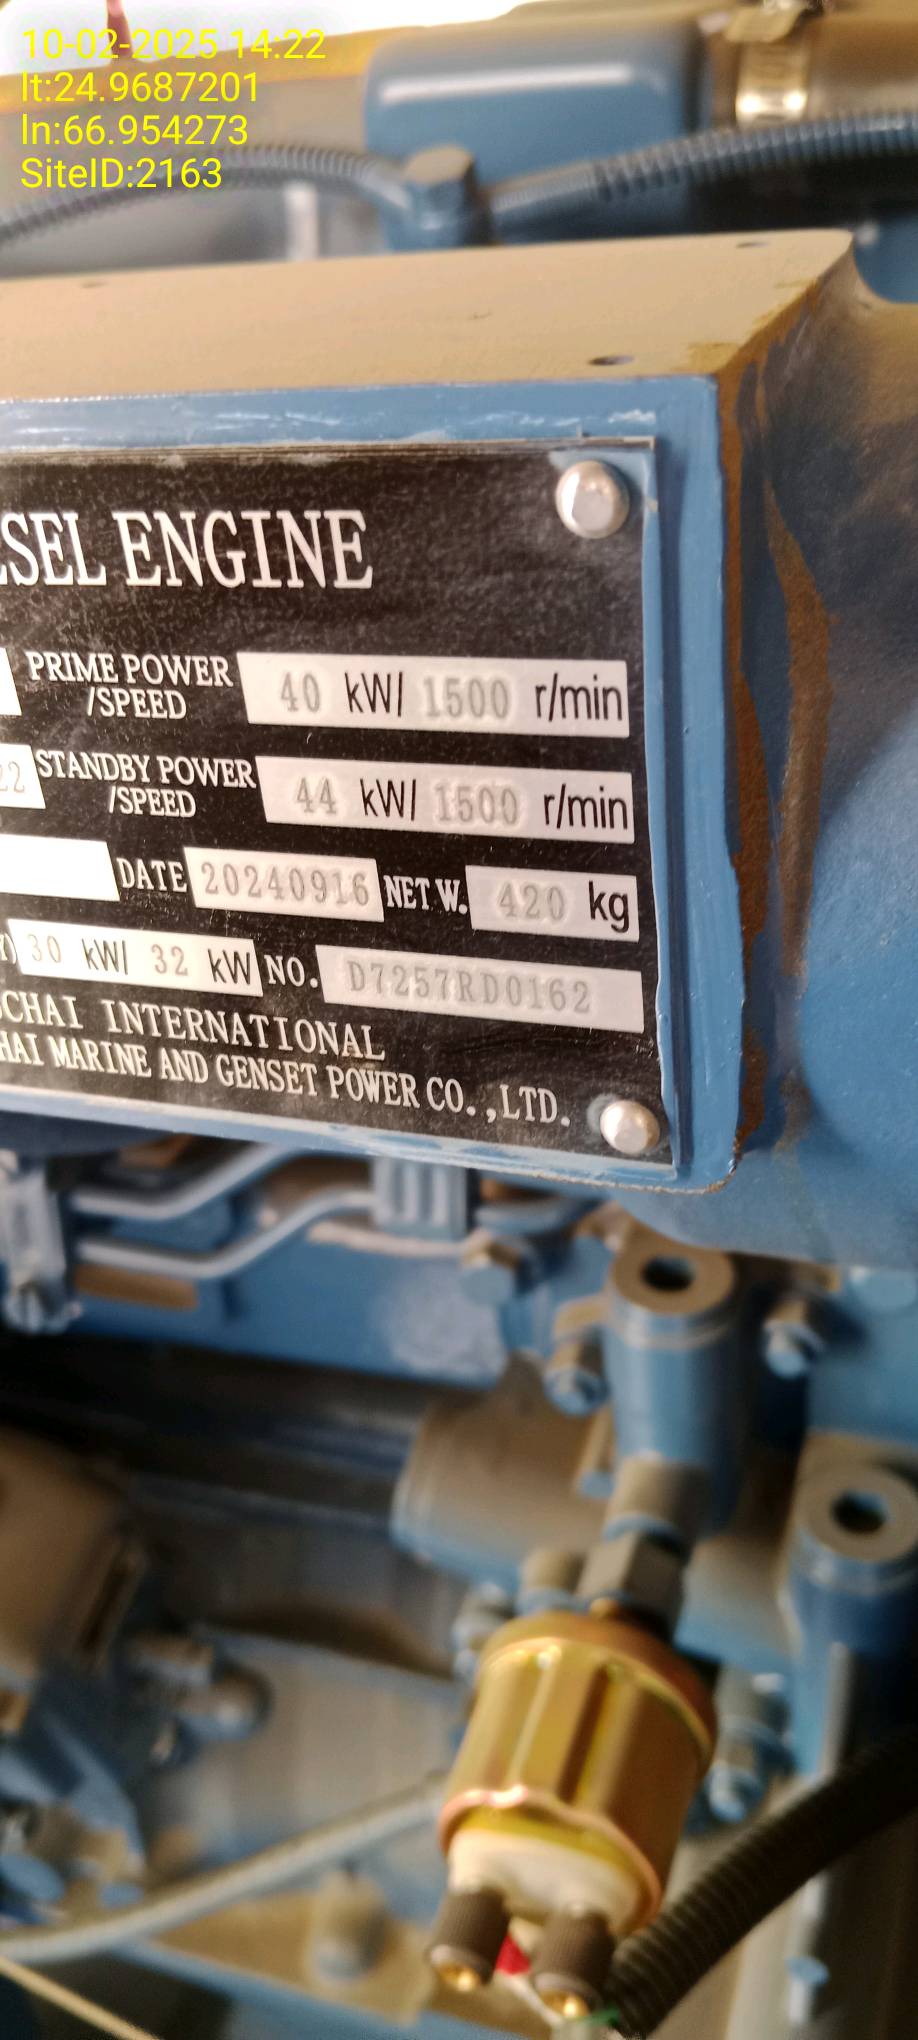 10-02-2025 14:22
lt:24.9687201
ln:66.954273
SiteID:2163
SEL ENGINE
PRIME POWER /SPEED 40 kW/ 1500 r/min
22 STANDBY POWER /SPEED 44 kW/ 1500 r/min
DATE 20240916 NET W. 420 kg
) 30 kW/ 32 kW NO. D7257RD0162
CHAI INTERNATIONAL
HAI MARINE AND GENSET POWER CO.,LTD.